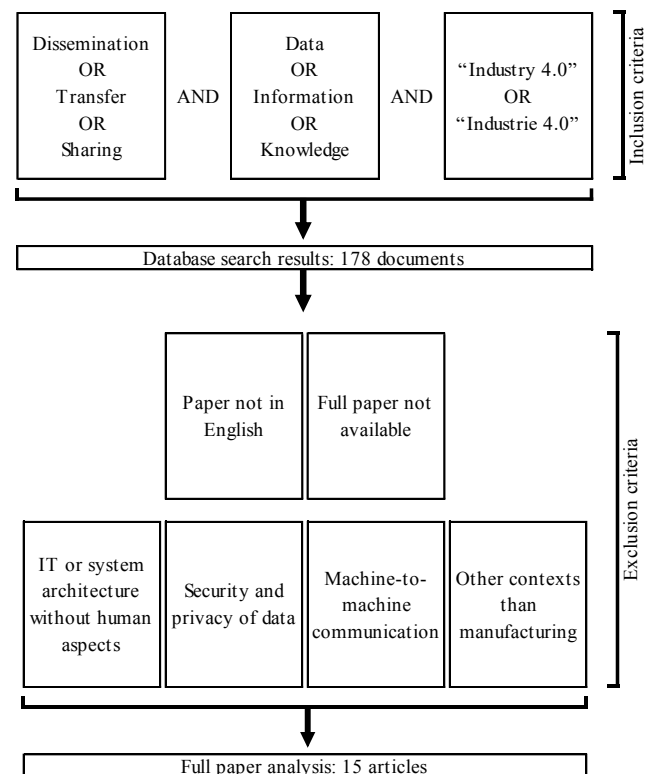 Dissemination
OR
Transfer
OR
Sharing
AND
Data
OR
Information
OR
Knowledge
AND
“Industry 4.0”
OR
“Industrie 4.0”
Inclusion criteria
Database search results: 178 documents
Paper not in
English
Full paper not
available
IT or system
architecture
without human
aspects
Security and
privacy of data
Machine-to-
machine
communication
Other contexts
than
manufacturing
Exclusion criteria
Full paper analysis: 15 articles